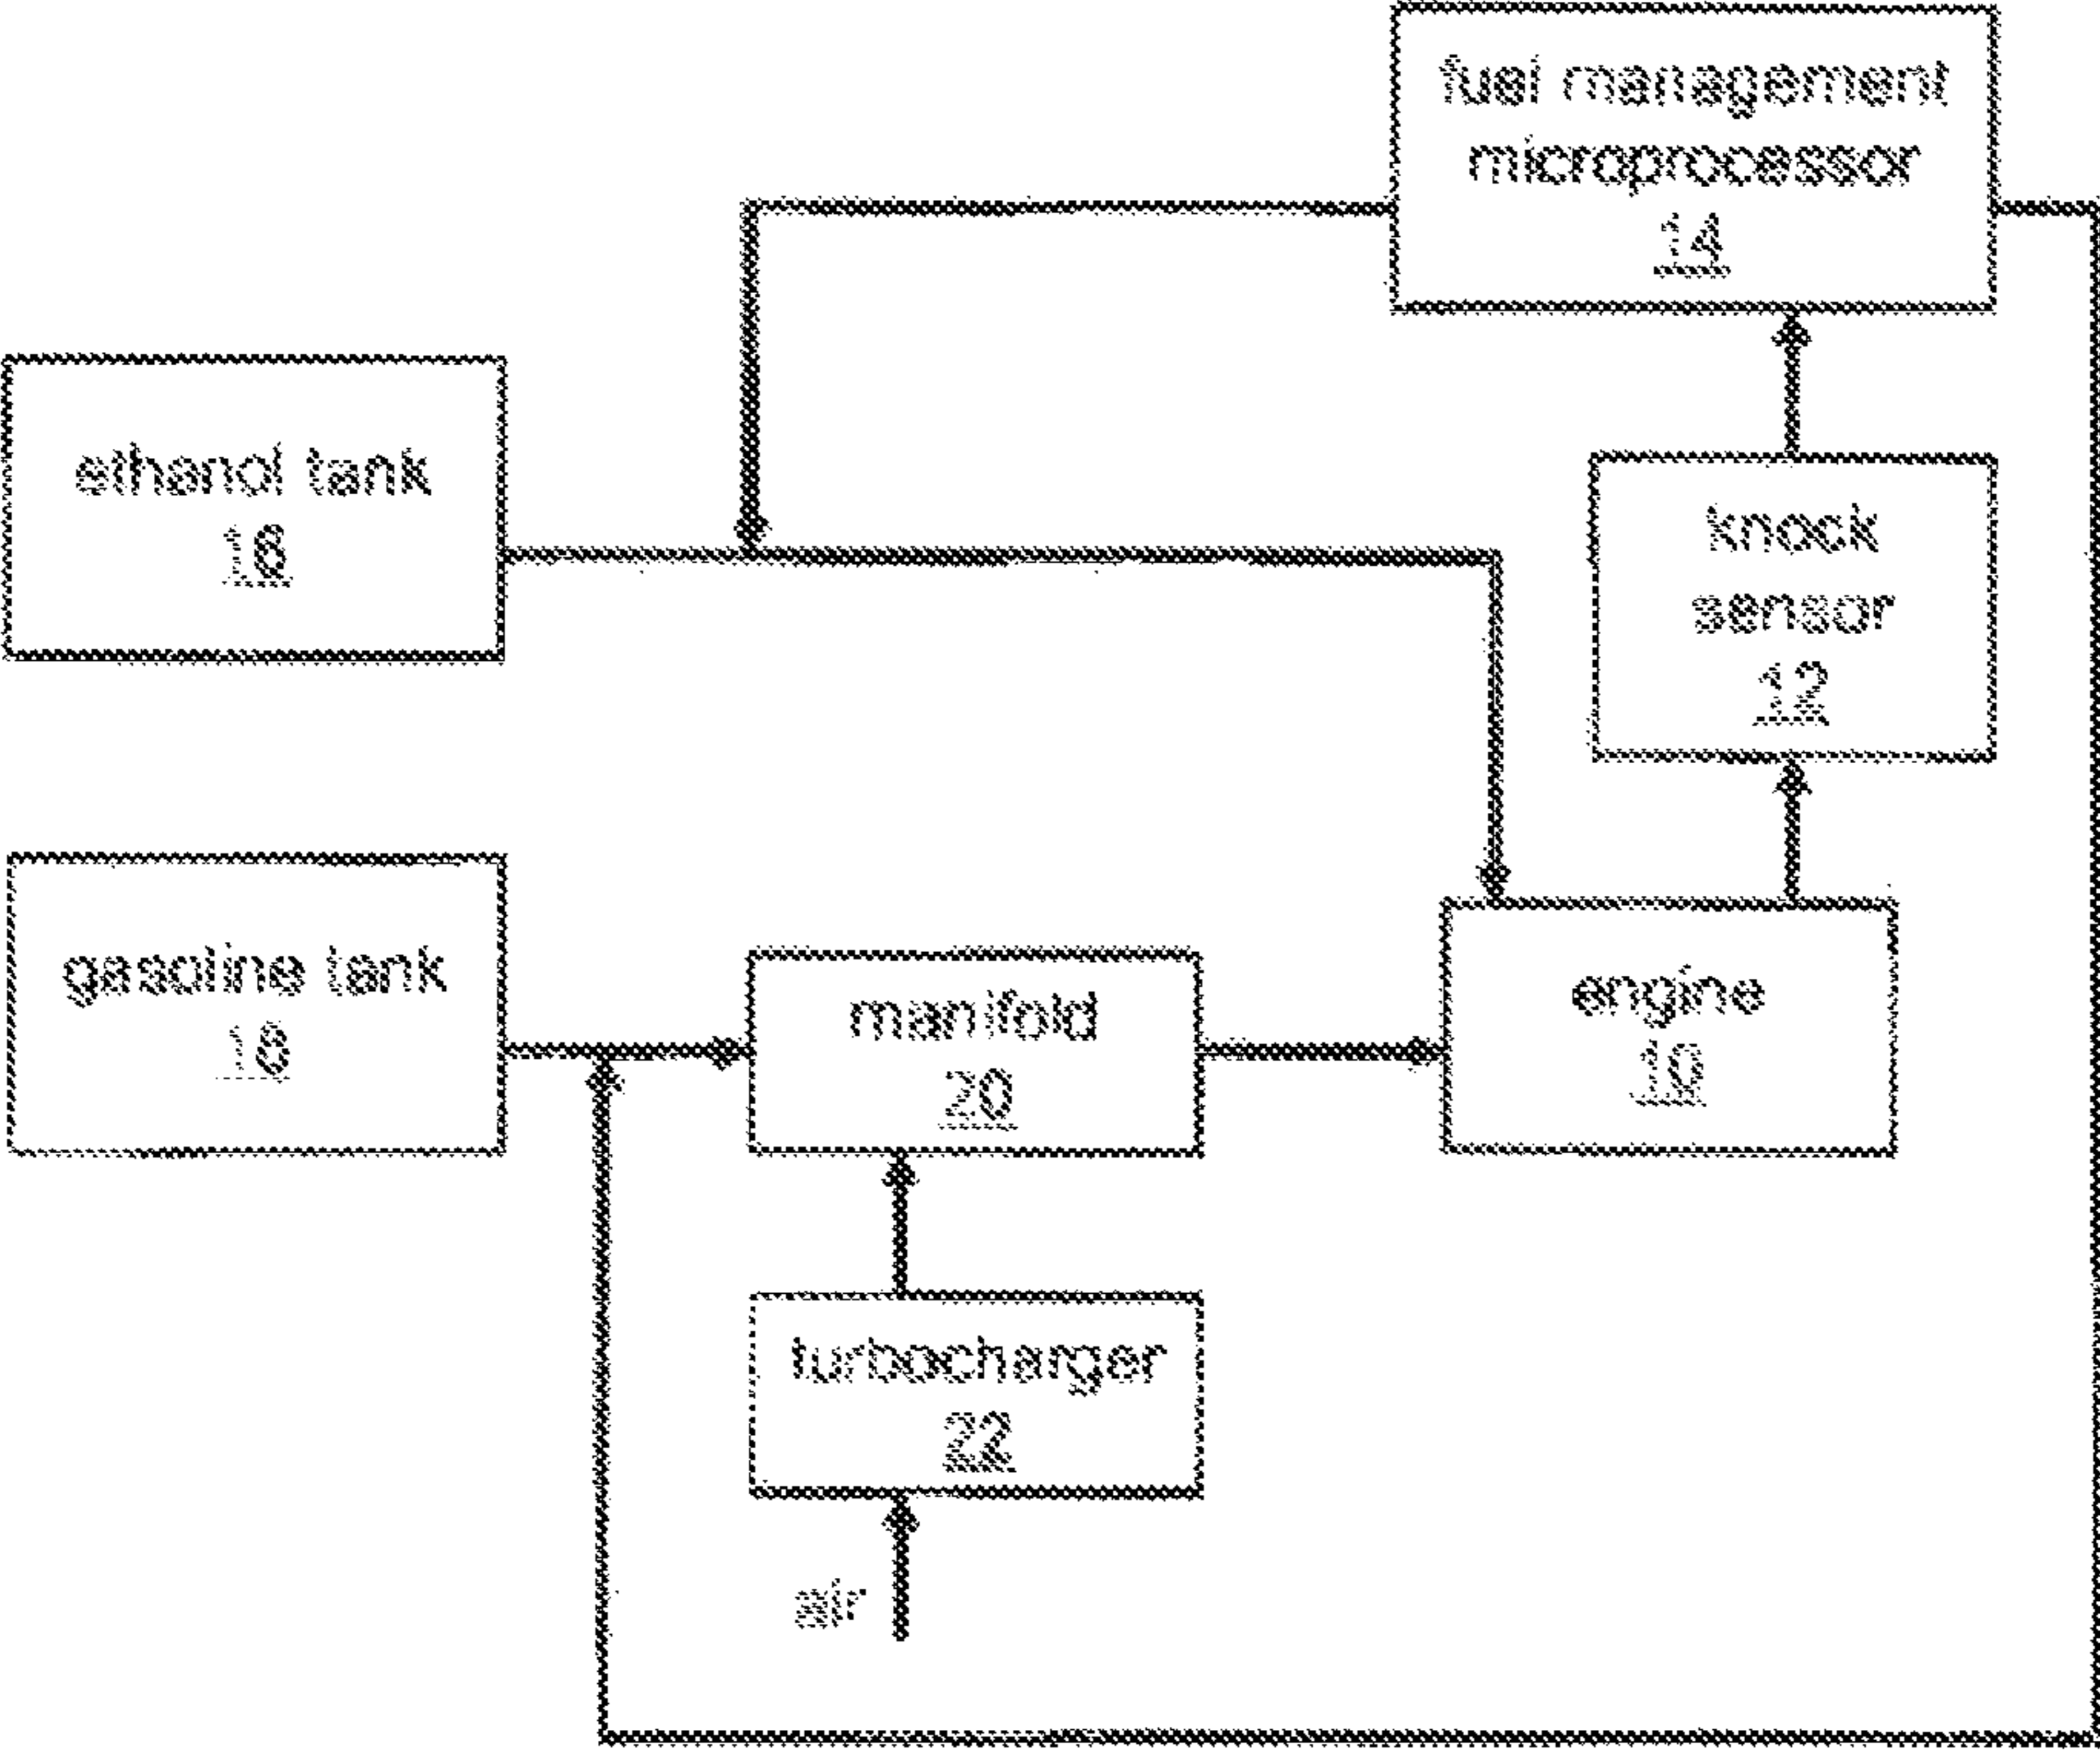 fuel management
microprocessor
14
ethanol tank
16
knock
sensor
12
gasoline tank
18
manifold
20
engine
10
turbocharger
22
air